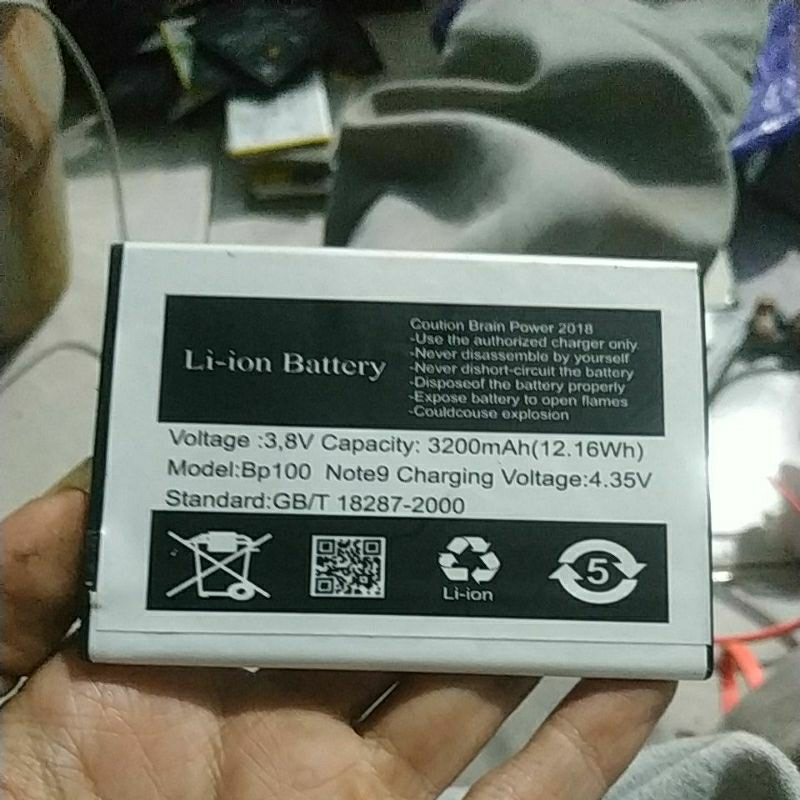 Li-ion Battery
Coution Brain Power 2018
-Use the authorized charger only
-Never disassemble by yourself
-Never dishort-circuit the battery
-Disposeof the battery properly
-Expose battery to open flames
-Couldcouse explosion
Voltage :3,8V Capacity: 3200mAh(12.16Wh)
Model:Bp100 Note9 Charging Voltage:4.35V
Standard:GB/T 18287-2000
Li-ion
5